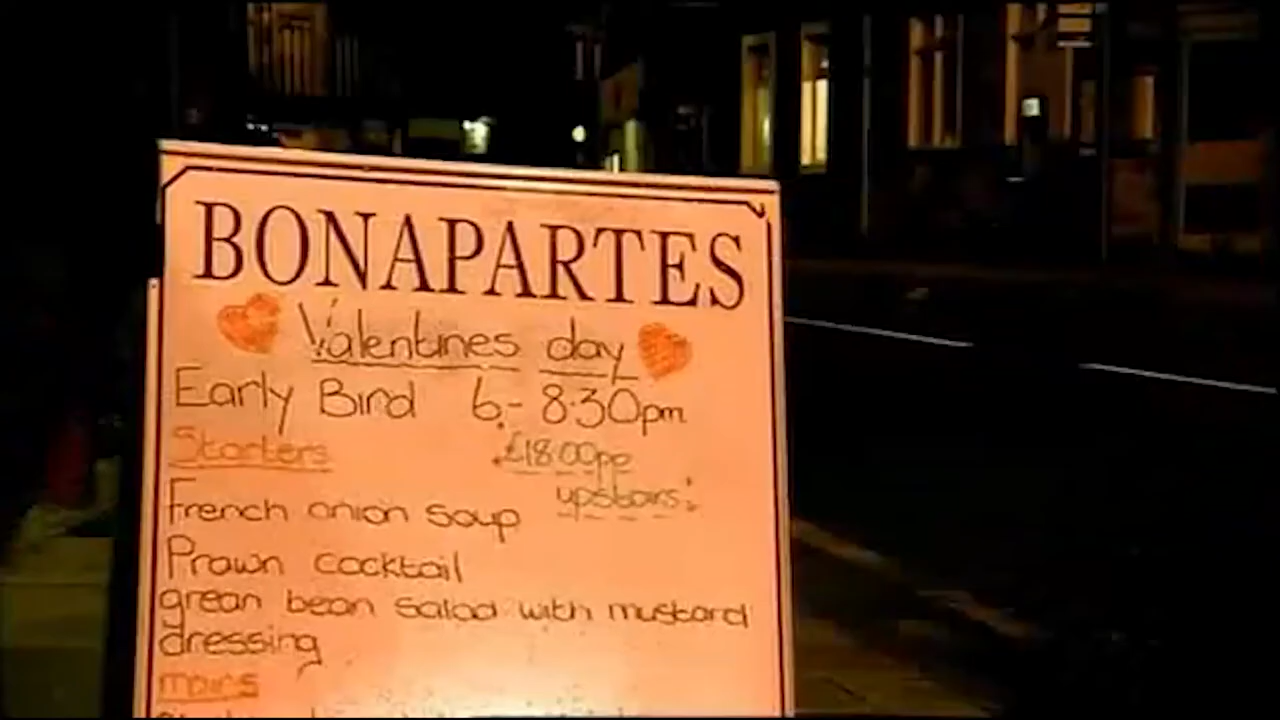 BONAPARTES
Valentines day
Early Bird 6 - 8.30pm
Starters £18.00pp
upstairs
French onion soup
Prawn cocktail
grean bean salad with mustard
dressing
mains